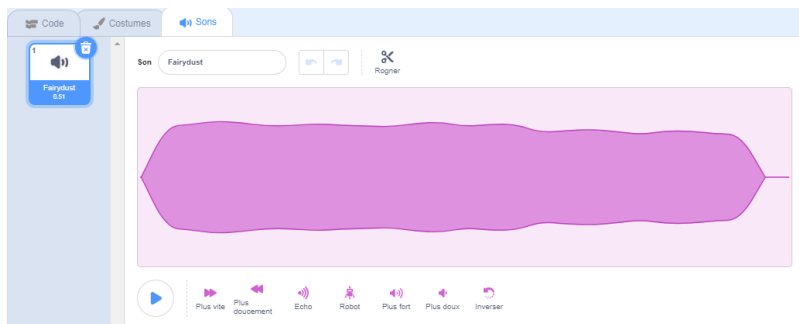 Code
Costumes
Sons
1
Fairydust
0.51
Son
Fairydust
Rogner
Plus vite
Plus
doucement
Echo
Robot
Plus fort
Plus doux
Inverser